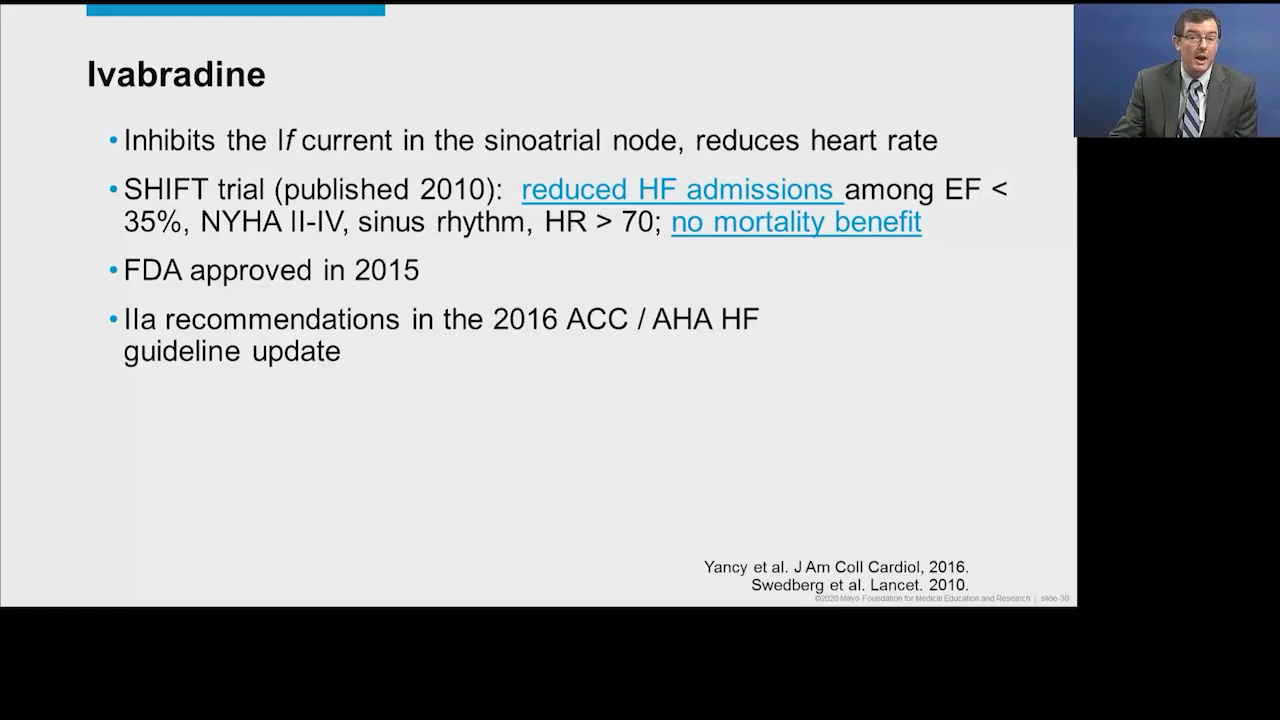 Ivabradine
• Inhibits the If current in the sinoatrial node, reduces heart rate
• SHIFT trial (published 2010): reduced HF admissions among EF <
35%, NYHA II-IV, sinus rhythm, HR > 70; no mortality benefit
• FDA approved in 2015
• IIa recommendations in the 2016 ACC / AHA HF
guideline update
Yancy et al. J Am Coll Cardiol, 2016.
Swedberg et al. Lancet. 2010.
©2020 Mayo Foundation for Medical Education and Research | slide-30